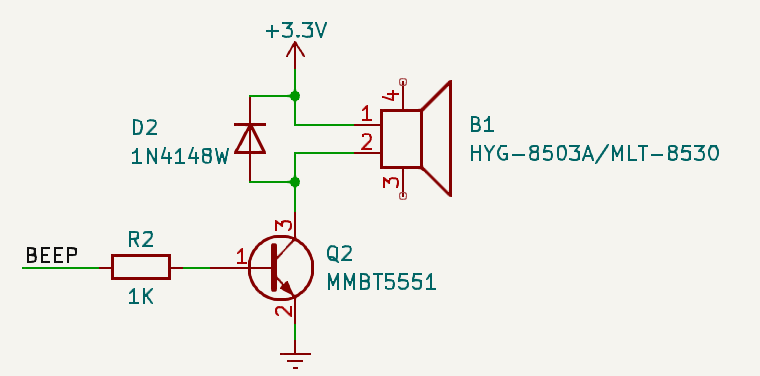 +3.3V
4
D2
1N4148W
1
2
B1
HYG-8503A/MLT-8530
3
3
BEEP
R2
1K
1
Q2
MMBT5551
2